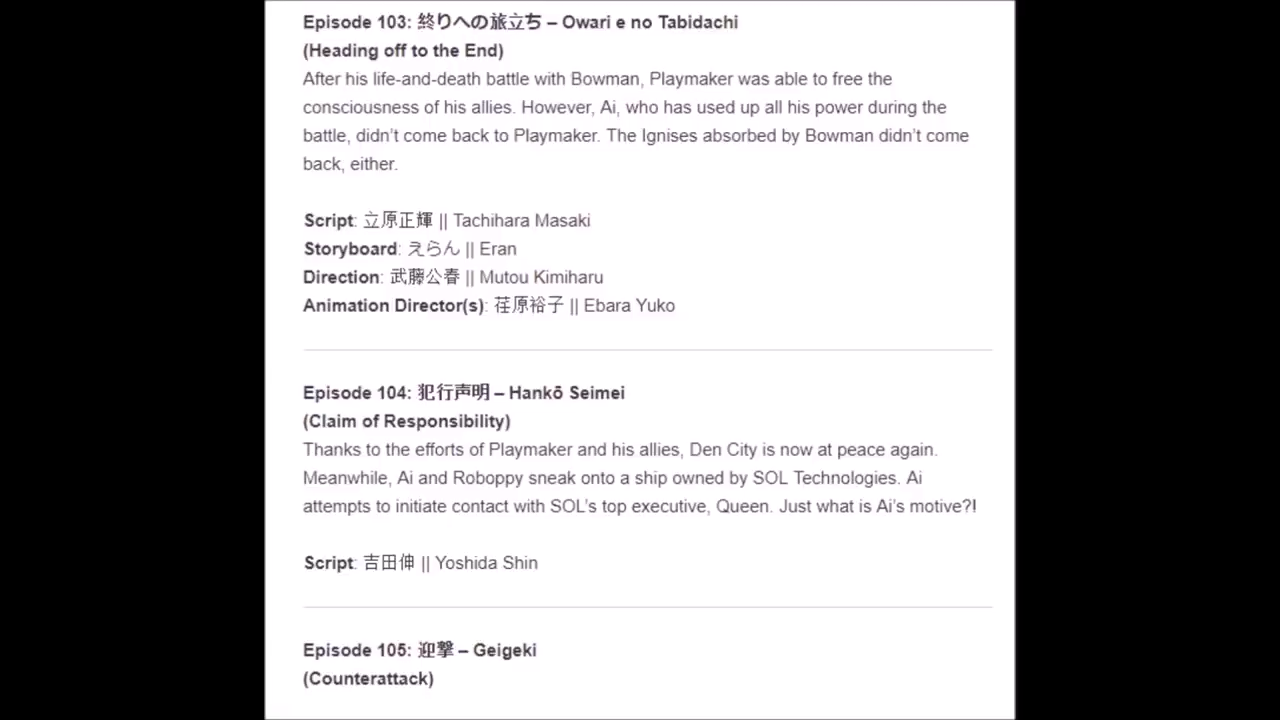 Episode 103: 終りへの旅立ち – Owari e no Tabidachi
(Heading off to the End)
After his life-and-death battle with Bowman, Playmaker was able to free the
consciousness of his allies. However, Ai, who has used up all his power during the
battle, didn’t come back to Playmaker. The Ignises absorbed by Bowman didn’t come
back, either.
Script: 立原正輝 || Tachihara Masaki
Storyboard: えらん || Eran
Direction: 武藤公春 || Mutou Kimiharu
Animation Director(s): 荏原裕子 || Ebara Yuko
Episode 104: 犯行声明 – Hankō Seimei
(Claim of Responsibility)
Thanks to the efforts of Playmaker and his allies, Den City is now at peace again.
Meanwhile, Ai and Roboppy sneak onto a ship owned by SOL Technologies. Ai
attempts to initiate contact with SOL’s top executive, Queen. Just what is Ai’s motive?!
Script: 吉田伸 || Yoshida Shin
Episode 105: 迎撃 – Geigeki
(Counterattack)